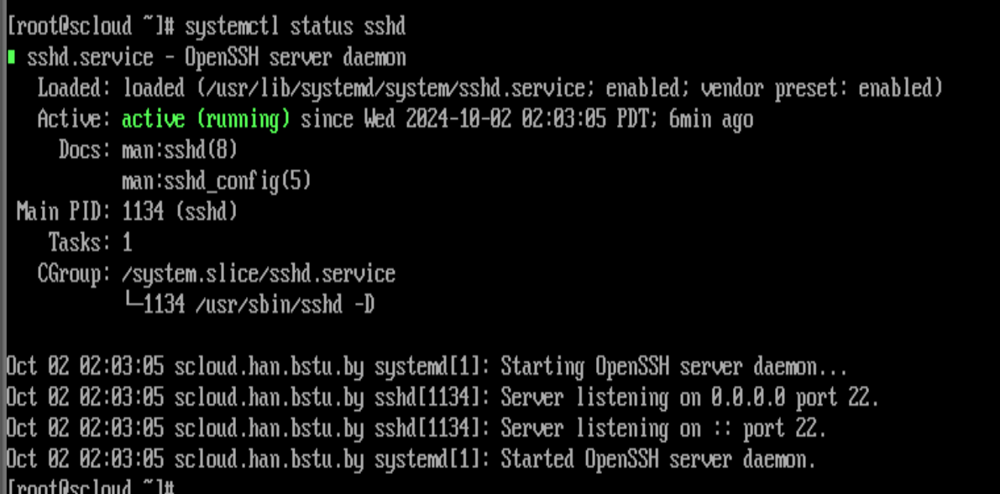 [root@scloud ~]# systemctl status sshd
sshd.service - OpenSSH server daemon
Loaded: loaded (/usr/lib/systemd/system/sshd.service; enabled; vendor preset: enabled)
Active: active (running) since Wed 2024-10-02 02:03:05 PDT; 6min ago
Docs: man:sshd(8)
man:sshd_config(5)
Main PID: 1134 (sshd)
Tasks: 1
CGroup: /system.slice/sshd.service
└─1134 /usr/sbin/sshd -D
Oct 02 02:03:05 scloud.han.bstu.by systemd[1]: Starting OpenSSH server daemon...
Oct 02 02:03:05 scloud.han.bstu.by sshd[1134]: Server listening on 0.0.0.0 port 22.
Oct 02 02:03:05 scloud.han.bstu.by sshd[1134]: Server listening on :: port 22.
Oct 02 02:03:05 scloud.han.bstu.by systemd[1]: Started OpenSSH server daemon.
[root@scloud ~]#